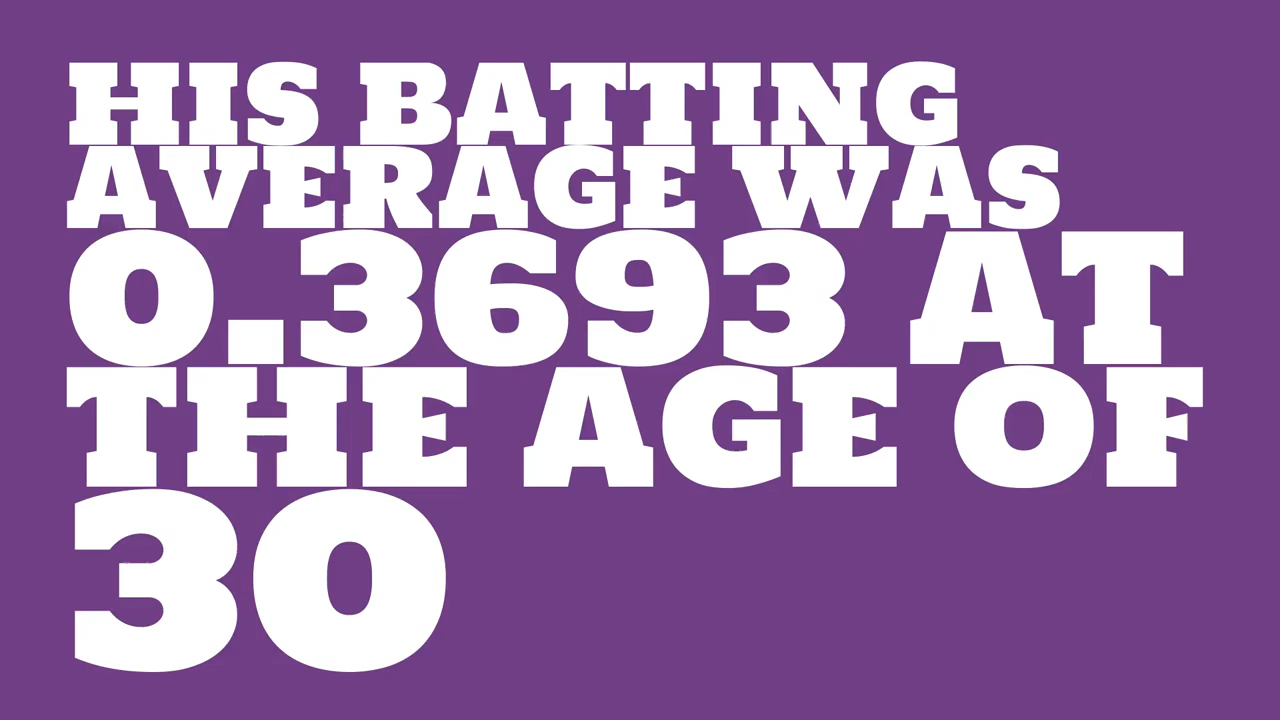 HIS BATTING
AVERAGE WAS
0.3693 AT
THE AGE OF
30